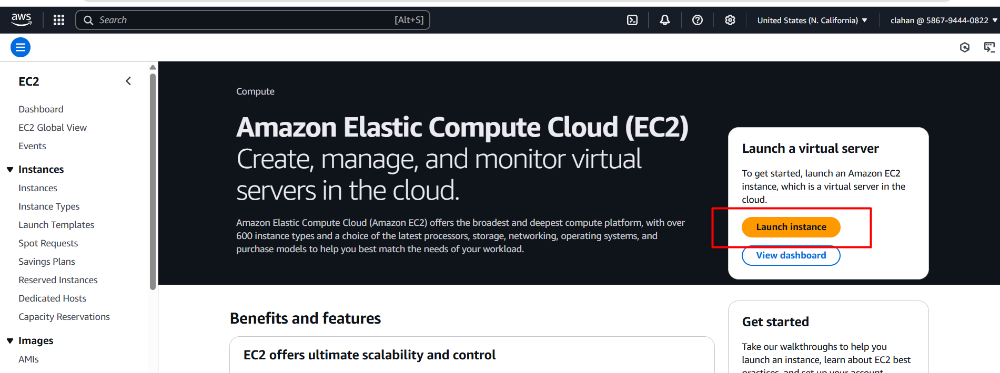 aws
Search
[Alt+S]
United States (N. California)
clahan @ 5867-9444-0822
EC2
Dashboard
EC2 Global View
Events
Instances
Instances
Instance Types
Launch Templates
Spot Requests
Savings Plans
Reserved Instances
Dedicated Hosts
Capacity Reservations
Images
AMIs
Compute
Amazon Elastic Compute Cloud (EC2)
Create, manage, and monitor virtual
servers in the cloud.
Amazon Elastic Compute Cloud (Amazon EC2) offers the broadest and deepest compute platform, with over
600 instance types and a choice of the latest processors, storage, networking, operating systems, and
purchase models to help you best match the needs of your workload.
Launch a virtual server
To get started, launch an Amazon EC2
instance, which is a virtual server in the
cloud.
Launch instance
View dashboard
Benefits and features
EC2 offers ultimate scalability and control
Get started
Take our walkthroughs to help you
launch an instance, learn about EC2 best
practices, and set up your account.